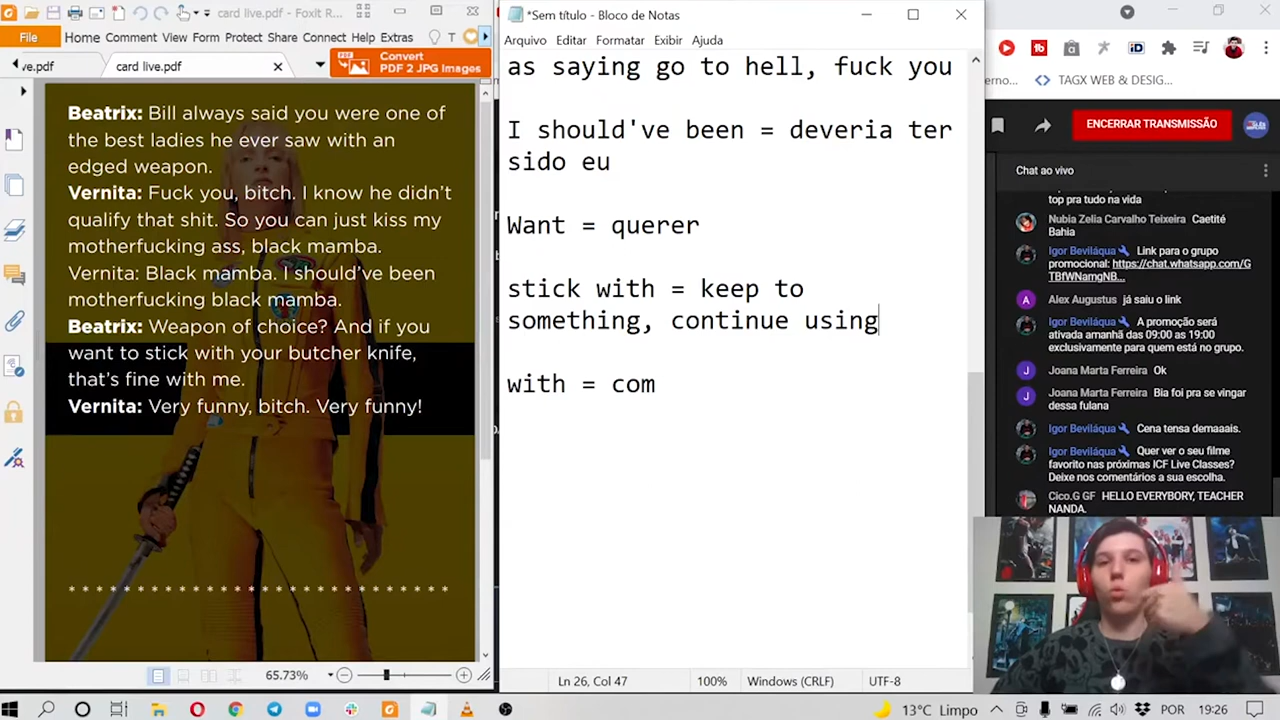 card live.pdf - Foxit R...
File
Home
Comment
View
Form
Protect
Share
Connect
Help
Extras
ve.pdf
card live.pdf
Convert
PDF 2 JPG Images
Beatrix: Bill always said you were one of
the best ladies he ever saw with an
edged weapon.
Vernita: Fuck you, bitch. I know he didn't
qualify that shit. So you can just kiss my
motherfucking ass, black mamba.
Vernita: Black mamba. I should've been
motherfucking black mamba.
Beatrix: Weapon of choice? And if you
want to stick with your butcher knife,
that's fine with me.
Vernita: Very funny, bitch. Very funny!
* * * * * * * * * * * * * * * * * * * * * * * * * * * *
65.73%
*Sem título - Bloco de Notas
Arquivo
Editar
Formatar
Exibir
Ajuda
as saying go to hell, fuck you
I should've been = deveria ter
sido eu
Want = querer
stick with = keep to
something, continue using
with = com
Ln 26, Col 47
100%
Windows (CRLF)
UTF-8
erno...
TAGX WEB & DESIG...
ENCERRAR TRANSMISSÃO
Chat ao vivo
top pra tudo na vida
Nubia Zelia Carvalho Teixeira Caetité
Bahia
Igor Beviláqua Link para o grupo
promocional: https://chat.whatsapp.com/G
TBfWNamgNB...
Alex Augustus já saiu o link
Igor Beviláqua A promoção será
ativada amanhã das 09:00 as 19:00
exclusivamente para quem está no grupo.
Joana Marta Ferreira Ok
Joana Marta Ferreira Bia foi pra se vingar
dessa fulana
Igor Beviláqua Cena tensa demaaais.
Igor Beviláqua Quer ver o seu filme
favorito nas próximas ICF Live Classes?
Deixe nos comentários a sua escolha.
Cico.G GF HELLO EVERYBORY, TEACHER
NANDA.
13°C Limpo
POR
19:26